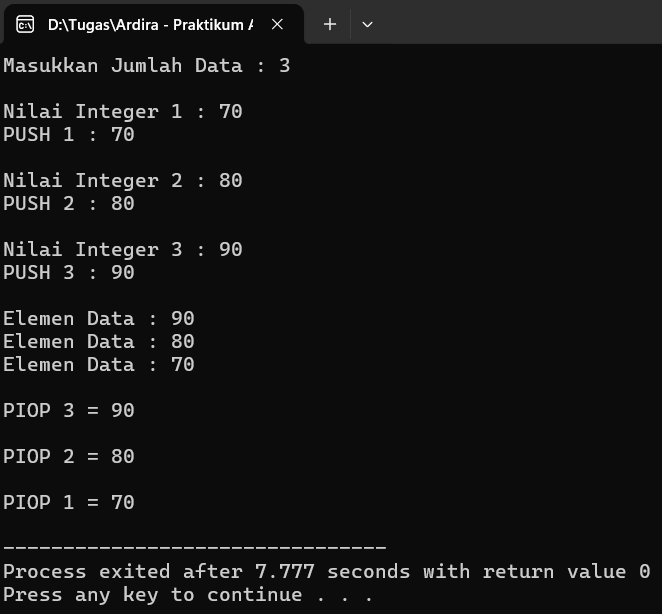 D:\Tugas\Ardira - Praktikum A
Masukkan Jumlah Data : 3
Nilai Integer 1 : 70
PUSH 1 : 70
Nilai Integer 2 : 80
PUSH 2 : 80
Nilai Integer 3 : 90
PUSH 3 : 90
Elemen Data : 90
Elemen Data : 80
Elemen Data : 70
PIOP 3 = 90
PIOP 2 = 80
PIOP 1 = 70
--------------------------------
Process exited after 7.777 seconds with return value 0
Press any key to continue . . .